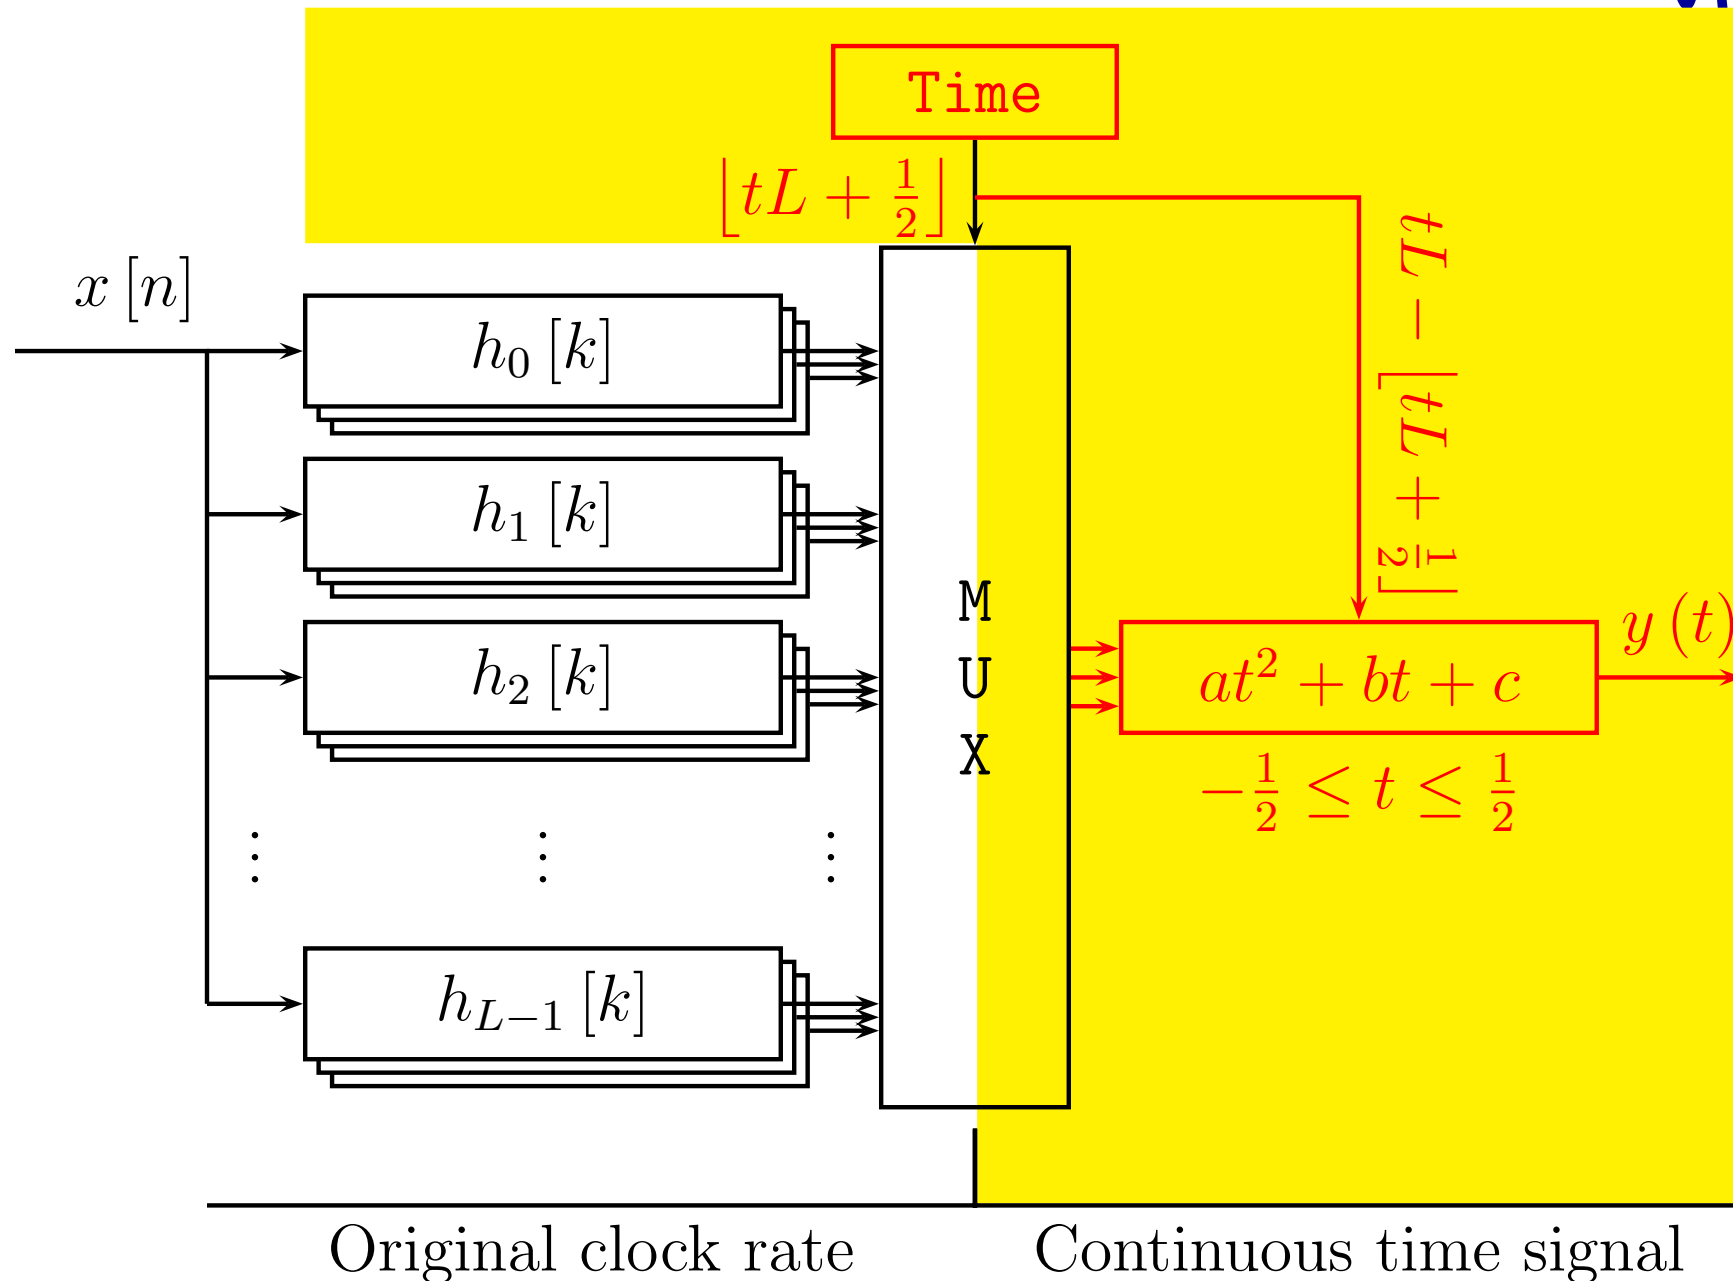 Time
⌊tL + 1/2⌋
tL − ⌊tL + 1/2⌋
x [n]
h₀ [k]
h₁ [k]
h₂ [k]
⋮ ⋮ ⋮
h_{L−1} [k]
M
U
X
at² + bt + c
y (t)
−1/2 ≤ t ≤ 1/2
Original clock rate
Continuous time signal